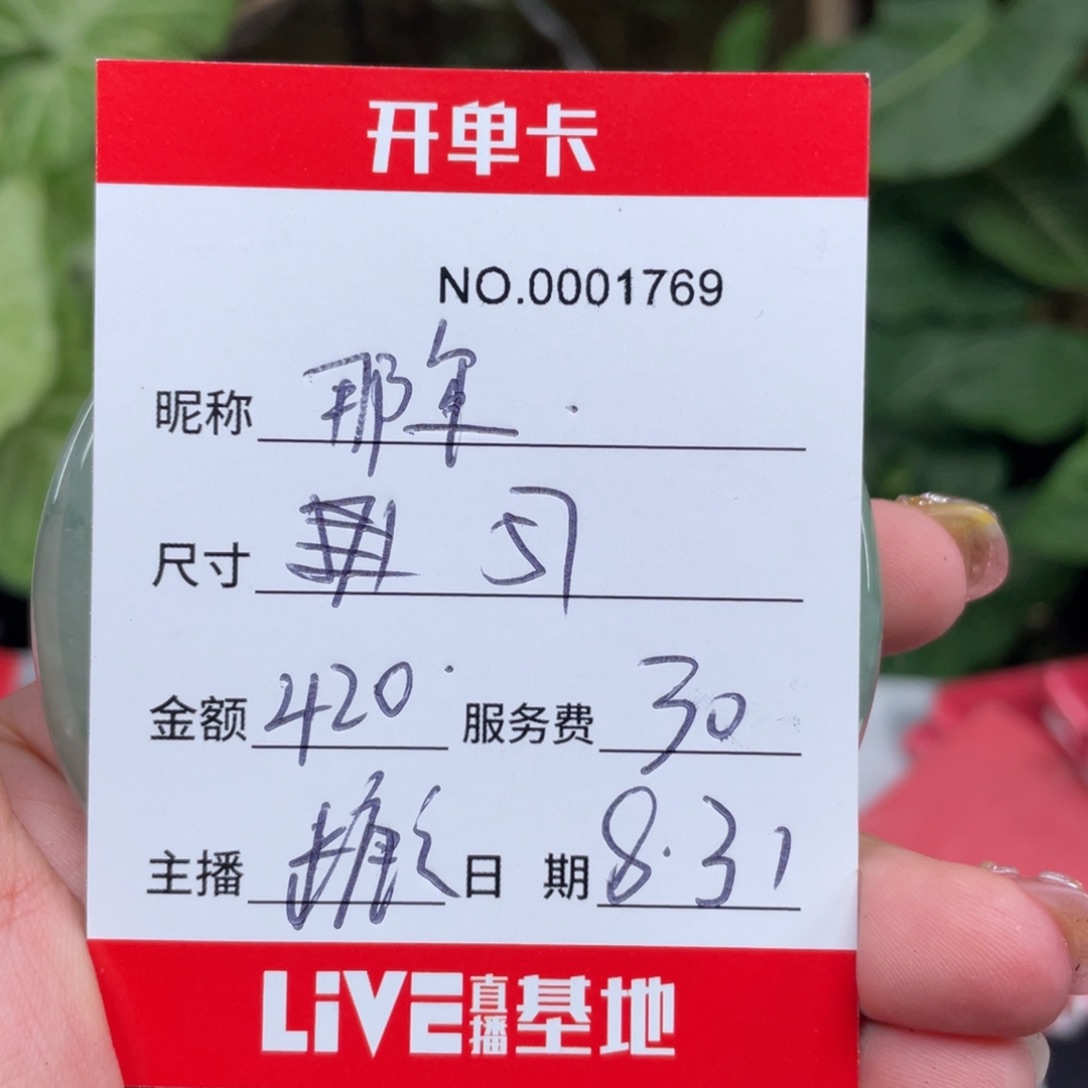 开单卡
NO.0001769
昵称 那年
尺寸 57
金额 420 服务费 30
主播 日期 8.31
LiVE直播基地